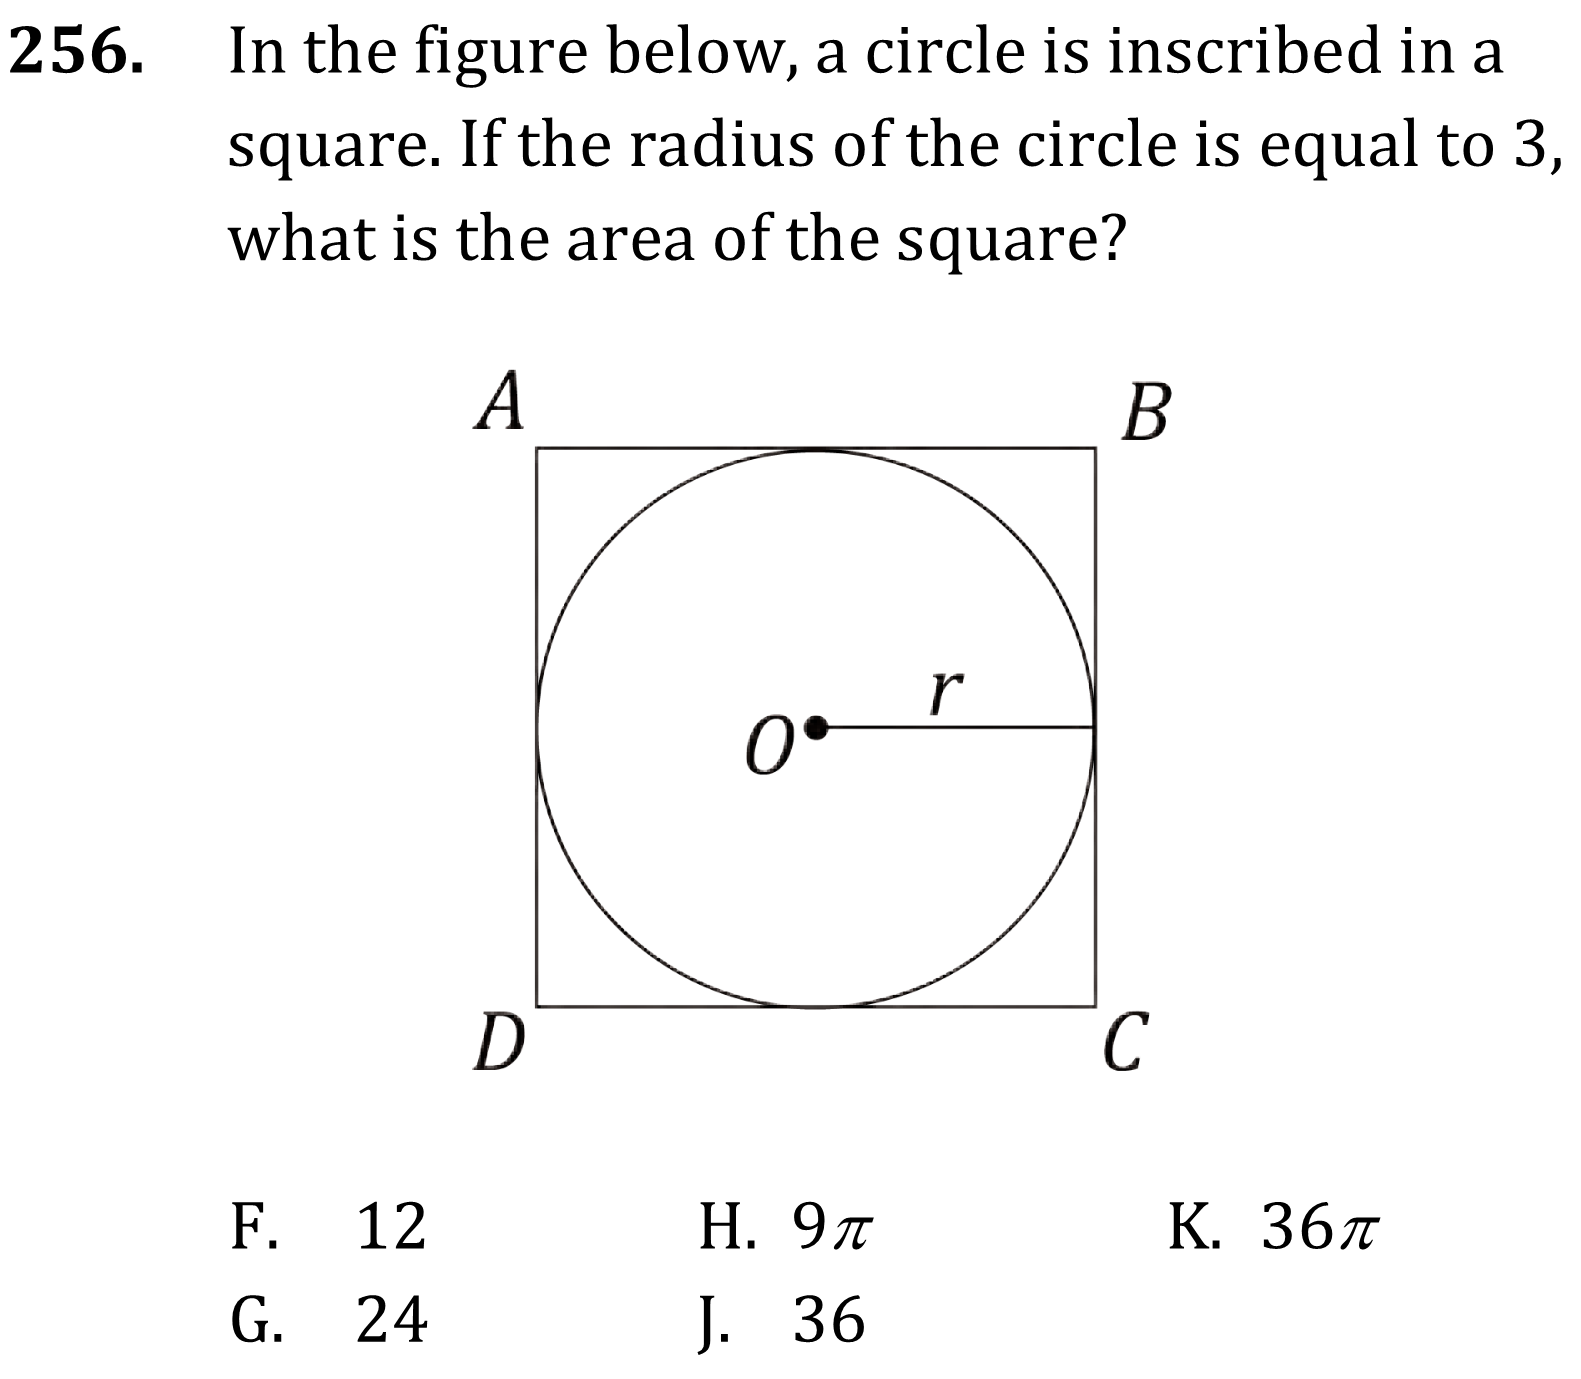 256. In the figure below, a circle is inscribed in a
square. If the radius of the circle is equal to 3,
what is the area of the square?
A
B
r
O
D
C
F. 12 H. 9π K. 36π
G. 24 J. 36